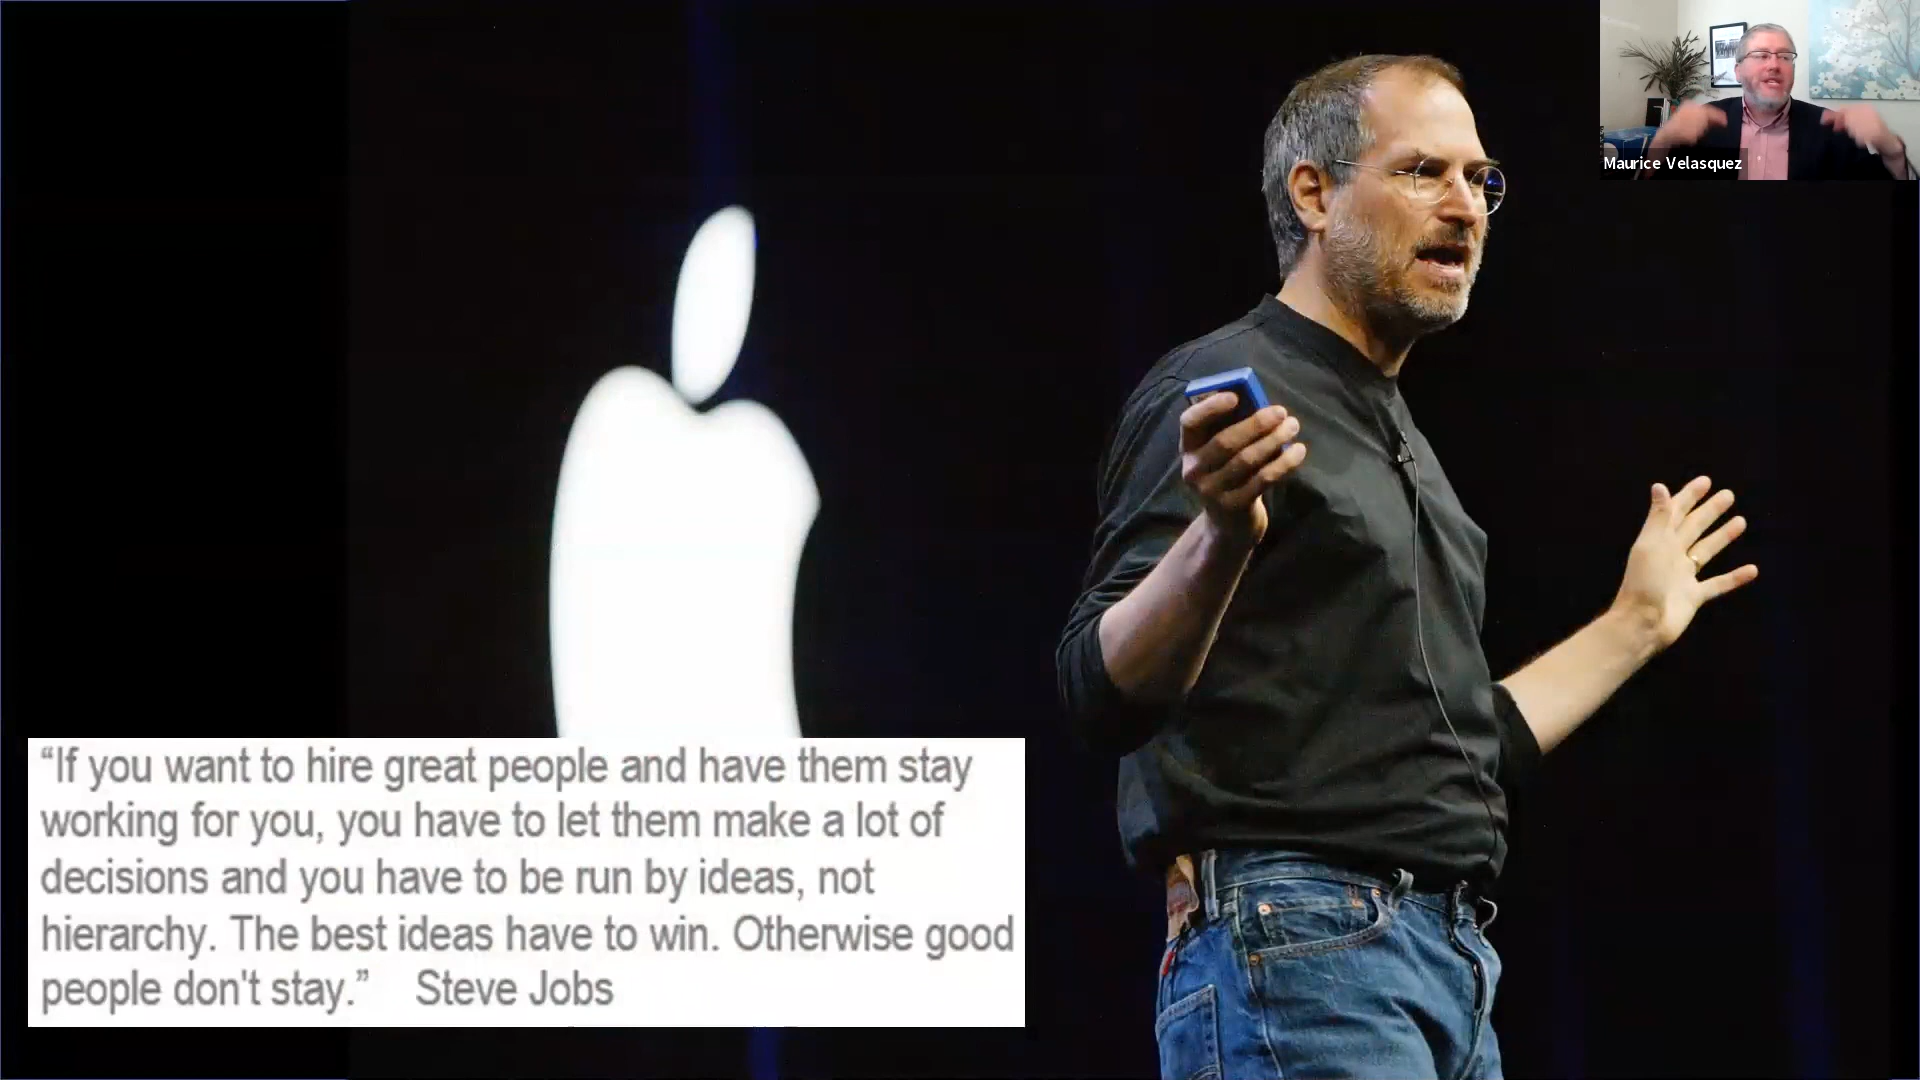 Maurice Velasquez
“If you want to hire great people and have them stay
working for you, you have to let them make a lot of
decisions and you have to be run by ideas, not
hierarchy. The best ideas have to win. Otherwise good
people don't stay.” Steve Jobs